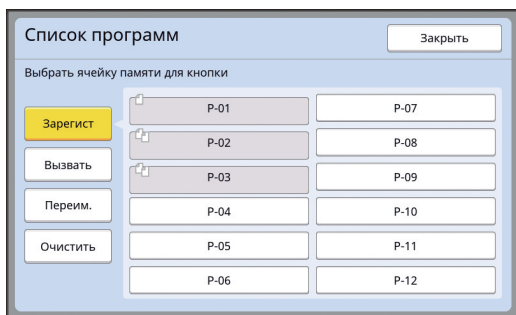 Список программ
Закрыть
Выбрать ячейку памяти для кнопки
Зарегист
Вызвать
Переим.
Очистить
P-01
P-02
P-03
P-04
P-05
P-06
P-07
P-08
P-09
P-10
P-11
P-12